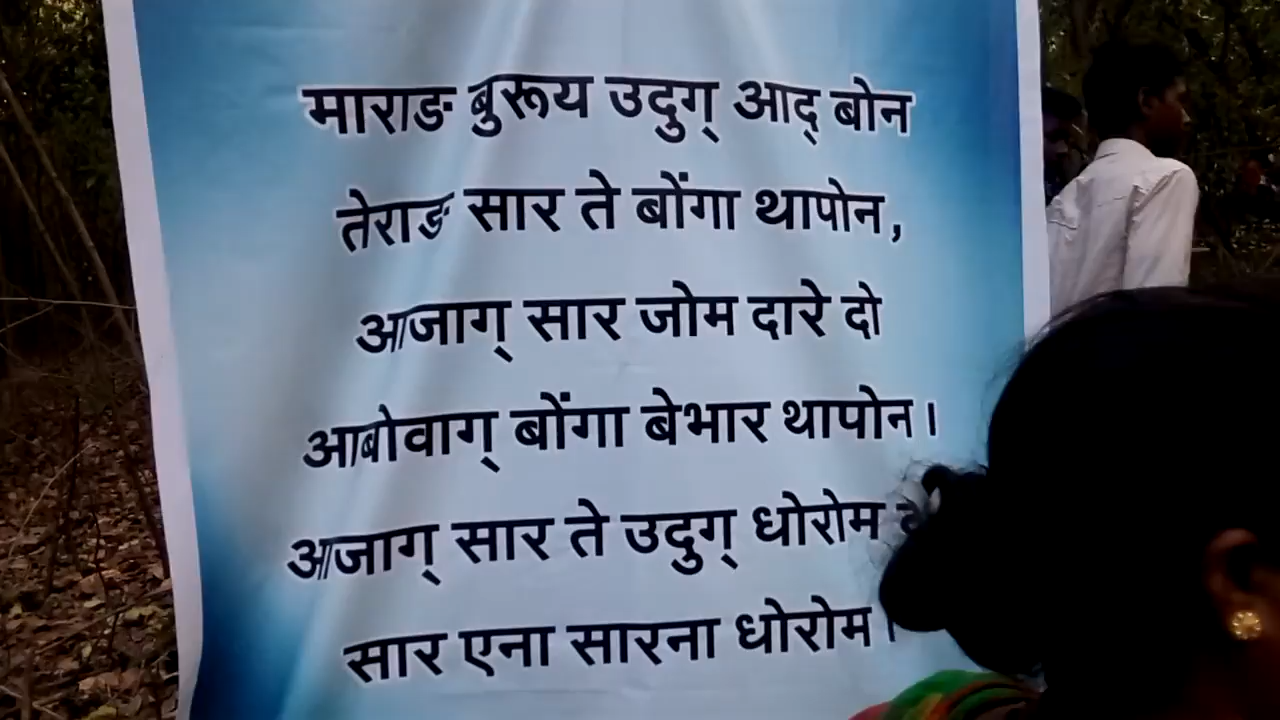 माराङ बुरूय उदुग् आद् बोन
तेराङ सार ते बोंगा थापोन,
आजाग् सार जोम दारे दो
आबोवाग् बोंगा बेभार थापोन।
आजाग् सार ते उदुग् धोरोम
सार एना सारना धोरोम।